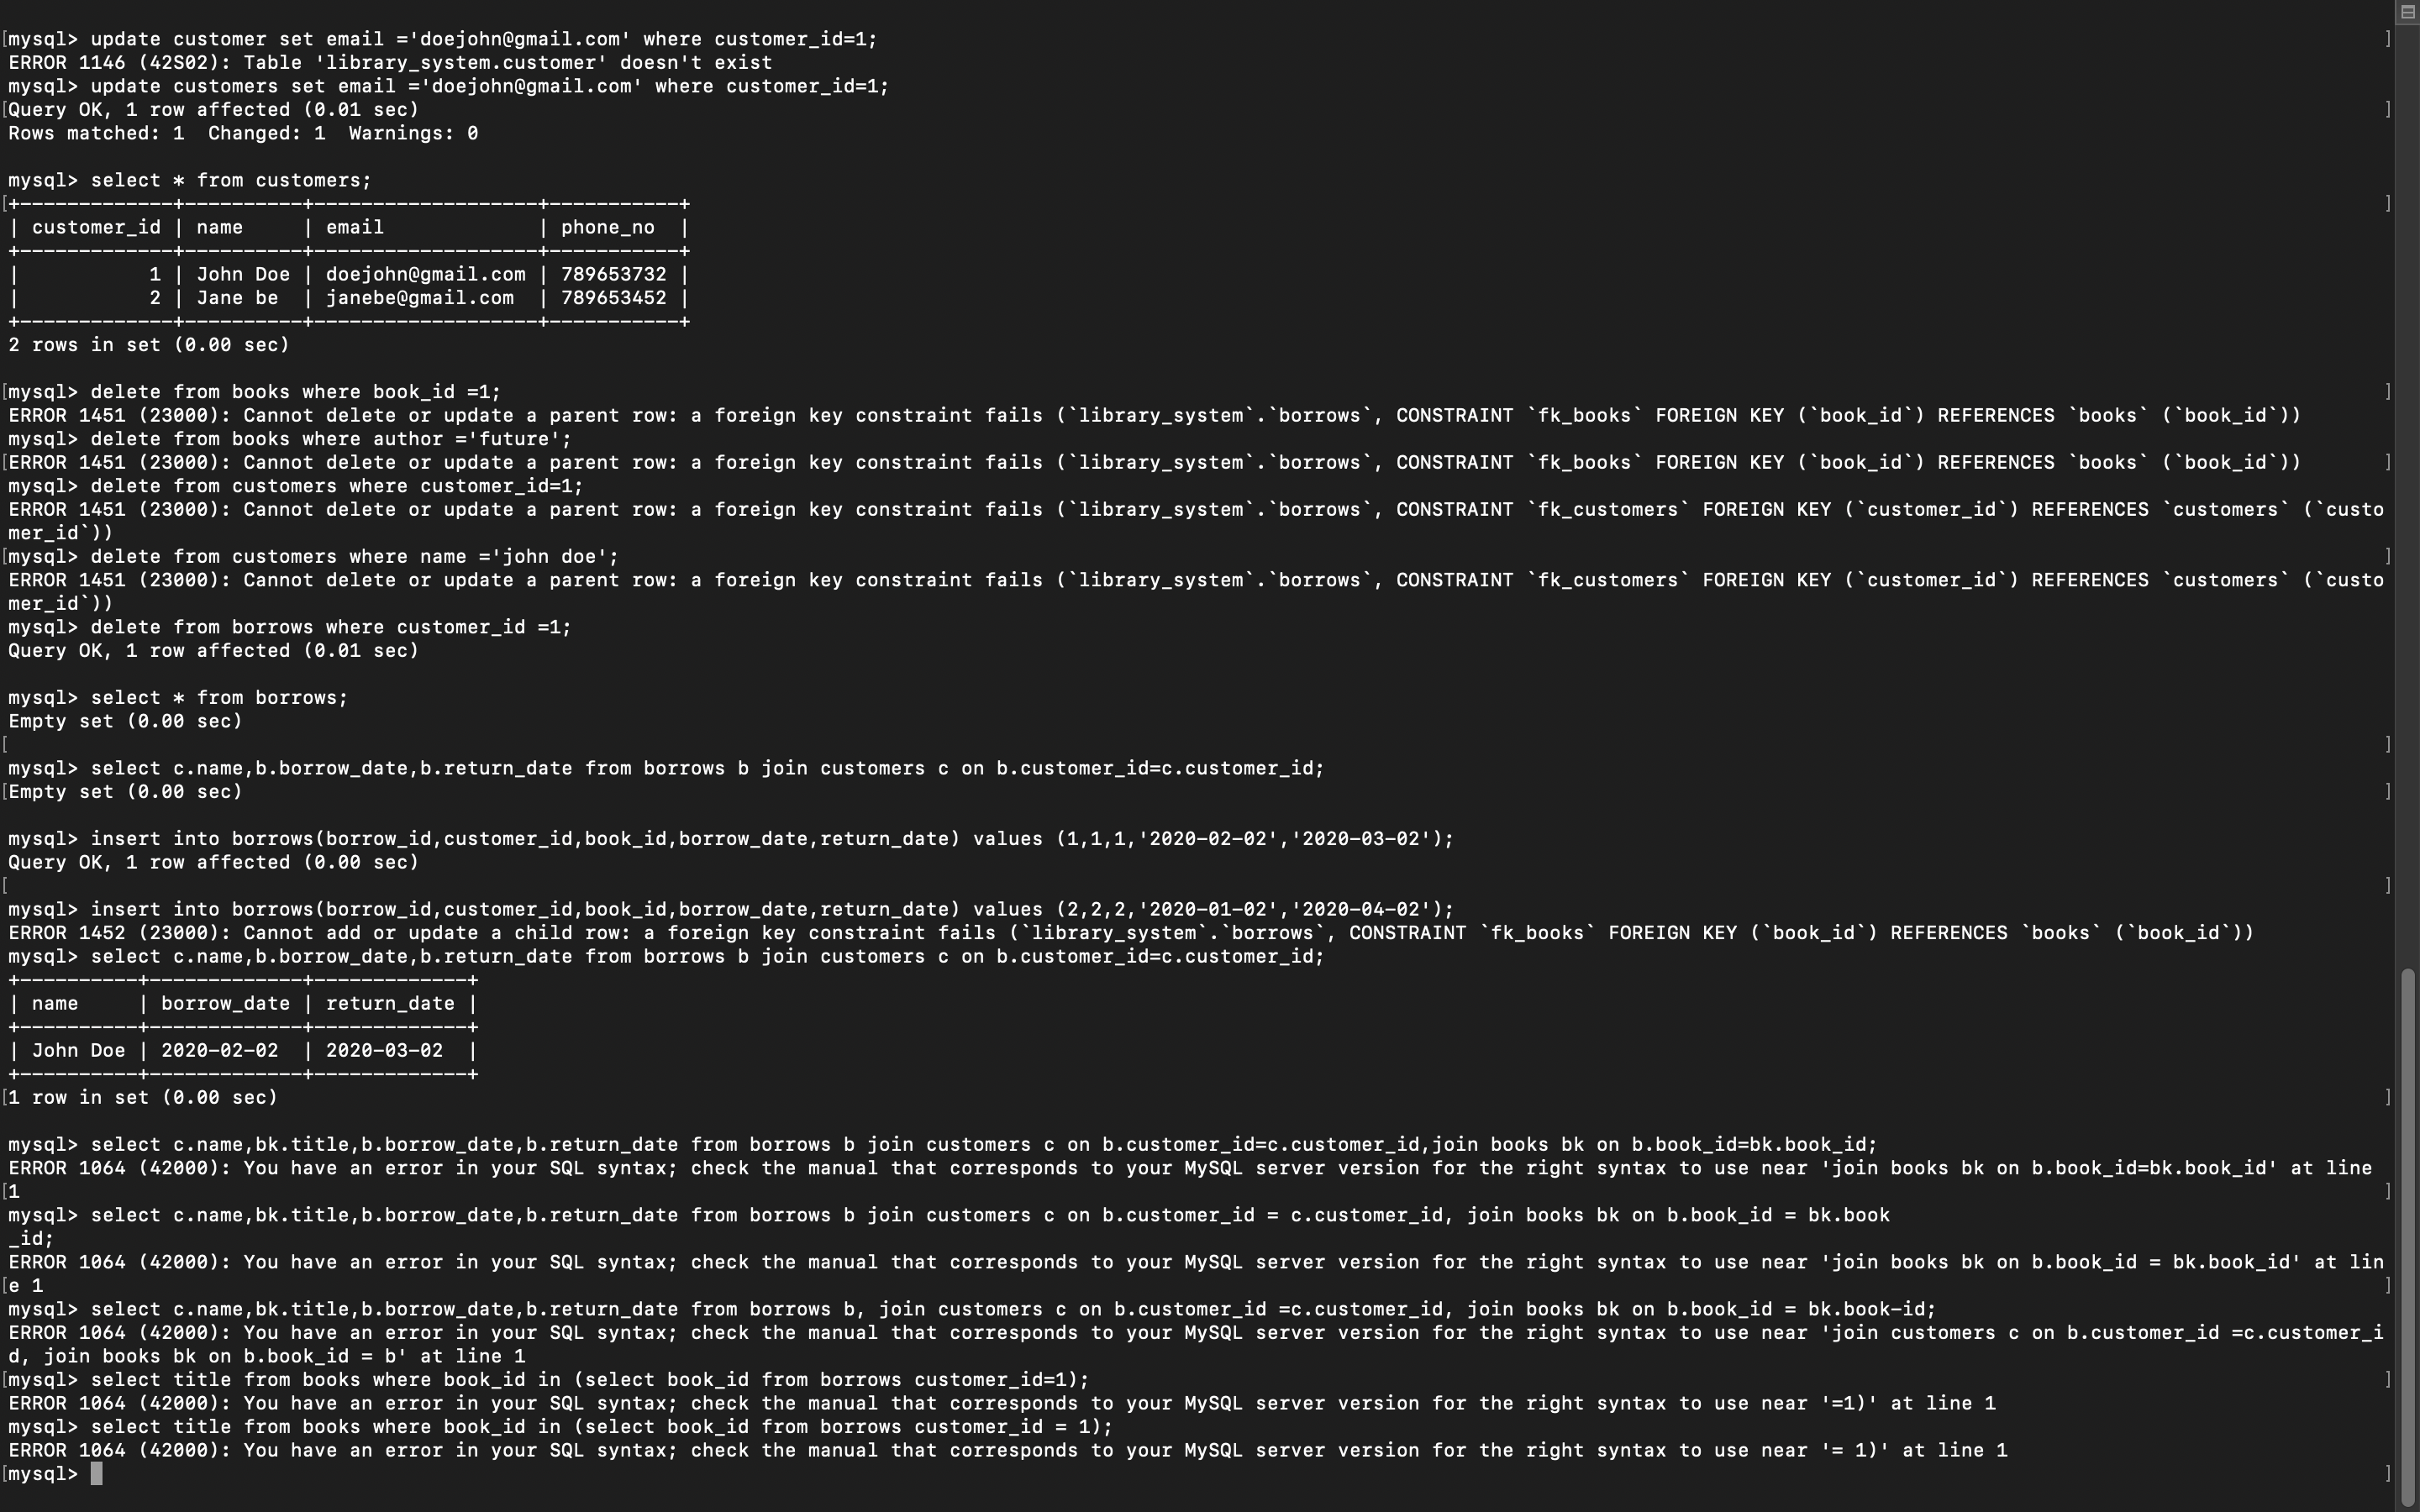 [mysql> update customer set email ='doejohn@gmail.com' where customer_id=1; ]
ERROR 1146 (42S02): Table 'library_system.customer' doesn't exist
mysql> update customers set email ='doejohn@gmail.com' where customer_id=1;
[Query OK, 1 row affected (0.01 sec) ]
Rows matched: 1  Changed: 1  Warnings: 0

mysql> select * from customers;
[+-------------+----------+-------------------+-----------+ ]
| customer_id | name     | email             | phone_no  |
+-------------+----------+-------------------+-----------+
|           1 | John Doe | doejohn@gmail.com | 789653732 |
|           2 | Jane be  | janebe@gmail.com  | 789653452 |
+-------------+----------+-------------------+-----------+
2 rows in set (0.00 sec)

[mysql> delete from books where book_id =1; ]
ERROR 1451 (23000): Cannot delete or update a parent row: a foreign key constraint fails (`library_system`.`borrows`, CONSTRAINT `fk_books` FOREIGN KEY (`book_id`) REFERENCES `books` (`book_id`))
mysql> delete from books where author ='future';
[ERROR 1451 (23000): Cannot delete or update a parent row: a foreign key constraint fails (`library_system`.`borrows`, CONSTRAINT `fk_books` FOREIGN KEY (`book_id`) REFERENCES `books` (`book_id`)) ]
mysql> delete from customers where customer_id=1;
ERROR 1451 (23000): Cannot delete or update a parent row: a foreign key constraint fails (`library_system`.`borrows`, CONSTRAINT `fk_customers` FOREIGN KEY (`customer_id`) REFERENCES `customers` (`custo
mer_id`))
[mysql> delete from customers where name ='john doe'; ]
ERROR 1451 (23000): Cannot delete or update a parent row: a foreign key constraint fails (`library_system`.`borrows`, CONSTRAINT `fk_customers` FOREIGN KEY (`customer_id`) REFERENCES `customers` (`custo
mer_id`))
mysql> delete from borrows where customer_id =1;
Query OK, 1 row affected (0.01 sec)

mysql> select * from borrows;
Empty set (0.00 sec)
[ ]
mysql> select c.name,b.borrow_date,b.return_date from borrows b join customers c on b.customer_id=c.customer_id;
[Empty set (0.00 sec) ]

mysql> insert into borrows(borrow_id,customer_id,book_id,borrow_date,return_date) values (1,1,1,'2020-02-02','2020-03-02');
Query OK, 1 row affected (0.00 sec)
[ ]
mysql> insert into borrows(borrow_id,customer_id,book_id,borrow_date,return_date) values (2,2,2,'2020-01-02','2020-04-02');
ERROR 1452 (23000): Cannot add or update a child row: a foreign key constraint fails (`library_system`.`borrows`, CONSTRAINT `fk_books` FOREIGN KEY (`book_id`) REFERENCES `books` (`book_id`))
mysql> select c.name,b.borrow_date,b.return_date from borrows b join customers c on b.customer_id=c.customer_id;
+----------+-------------+-------------+
| name     | borrow_date | return_date |
+----------+-------------+-------------+
| John Doe | 2020-02-02  | 2020-03-02  |
+----------+-------------+-------------+
[1 row in set (0.00 sec) ]

mysql> select c.name,bk.title,b.borrow_date,b.return_date from borrows b join customers c on b.customer_id=c.customer_id,join books bk on b.book_id=bk.book_id;
ERROR 1064 (42000): You have an error in your SQL syntax; check the manual that corresponds to your MySQL server version for the right syntax to use near 'join books bk on b.book_id=bk.book_id' at line
[1 ]
mysql> select c.name,bk.title,b.borrow_date,b.return_date from borrows b join customers c on b.customer_id = c.customer_id, join books bk on b.book_id = bk.book
_id;
ERROR 1064 (42000): You have an error in your SQL syntax; check the manual that corresponds to your MySQL server version for the right syntax to use near 'join books bk on b.book_id = bk.book_id' at lin
[e 1 ]
mysql> select c.name,bk.title,b.borrow_date,b.return_date from borrows b, join customers c on b.customer_id =c.customer_id, join books bk on b.book_id = bk.book-id;
ERROR 1064 (42000): You have an error in your SQL syntax; check the manual that corresponds to your MySQL server version for the right syntax to use near 'join customers c on b.customer_id =c.customer_i
d, join books bk on b.book_id = b' at line 1
[mysql> select title from books where book_id in (select book_id from borrows customer_id=1); ]
ERROR 1064 (42000): You have an error in your SQL syntax; check the manual that corresponds to your MySQL server version for the right syntax to use near '=1)' at line 1
mysql> select title from books where book_id in (select book_id from borrows customer_id = 1);
ERROR 1064 (42000): You have an error in your SQL syntax; check the manual that corresponds to your MySQL server version for the right syntax to use near '= 1)' at line 1
[mysql> ]